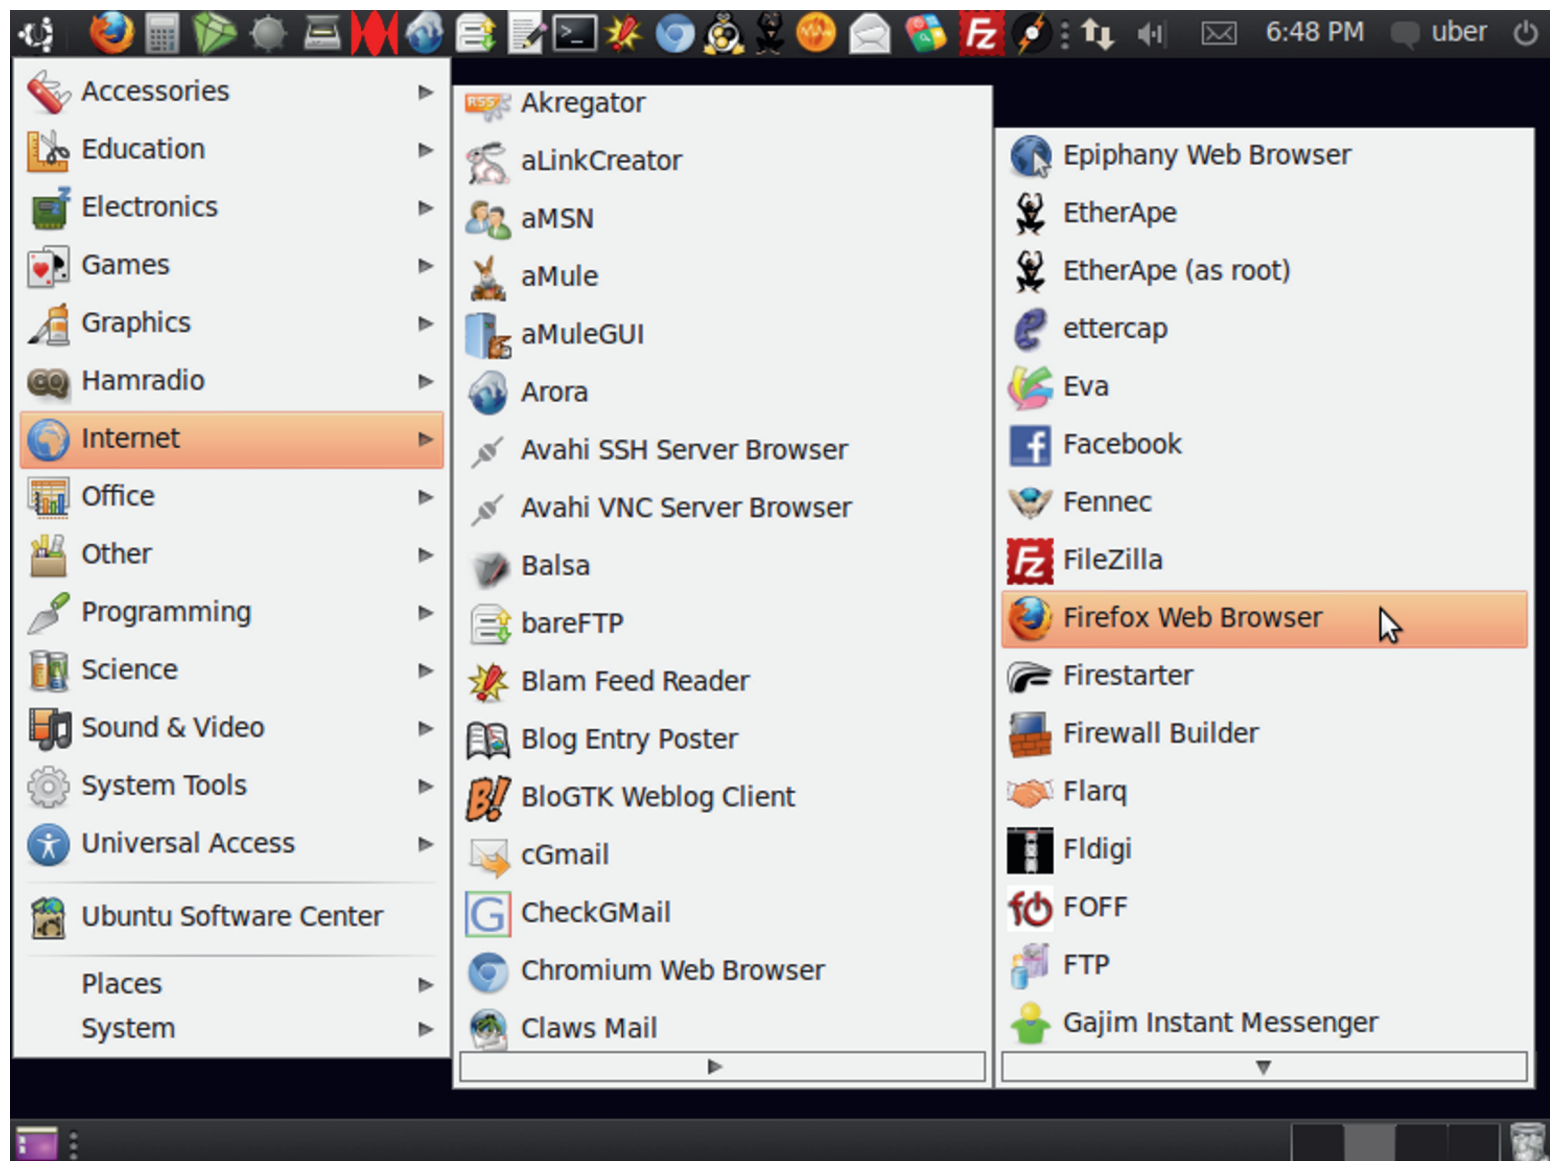 6:48 PM
uber
Accessories
Education
Electronics
Games
Graphics
Hamradio
Internet
Office
Other
Programming
Science
Sound & Video
System Tools
Universal Access
Ubuntu Software Center
Places
System
Akregator
aLinkCreator
aMSN
aMule
aMuleGUI
Arora
Avahi SSH Server Browser
Avahi VNC Server Browser
Balsa
bareFTP
Blam Feed Reader
Blog Entry Poster
BloGTK Weblog Client
cGmail
CheckGMail
Chromium Web Browser
Claws Mail
Epiphany Web Browser
EtherApe
EtherApe (as root)
ettercap
Eva
Facebook
Fennec
FileZilla
Firefox Web Browser
Firestarter
Firewall Builder
Flarq
Fldigi
FOFF
FTP
Gajim Instant Messenger